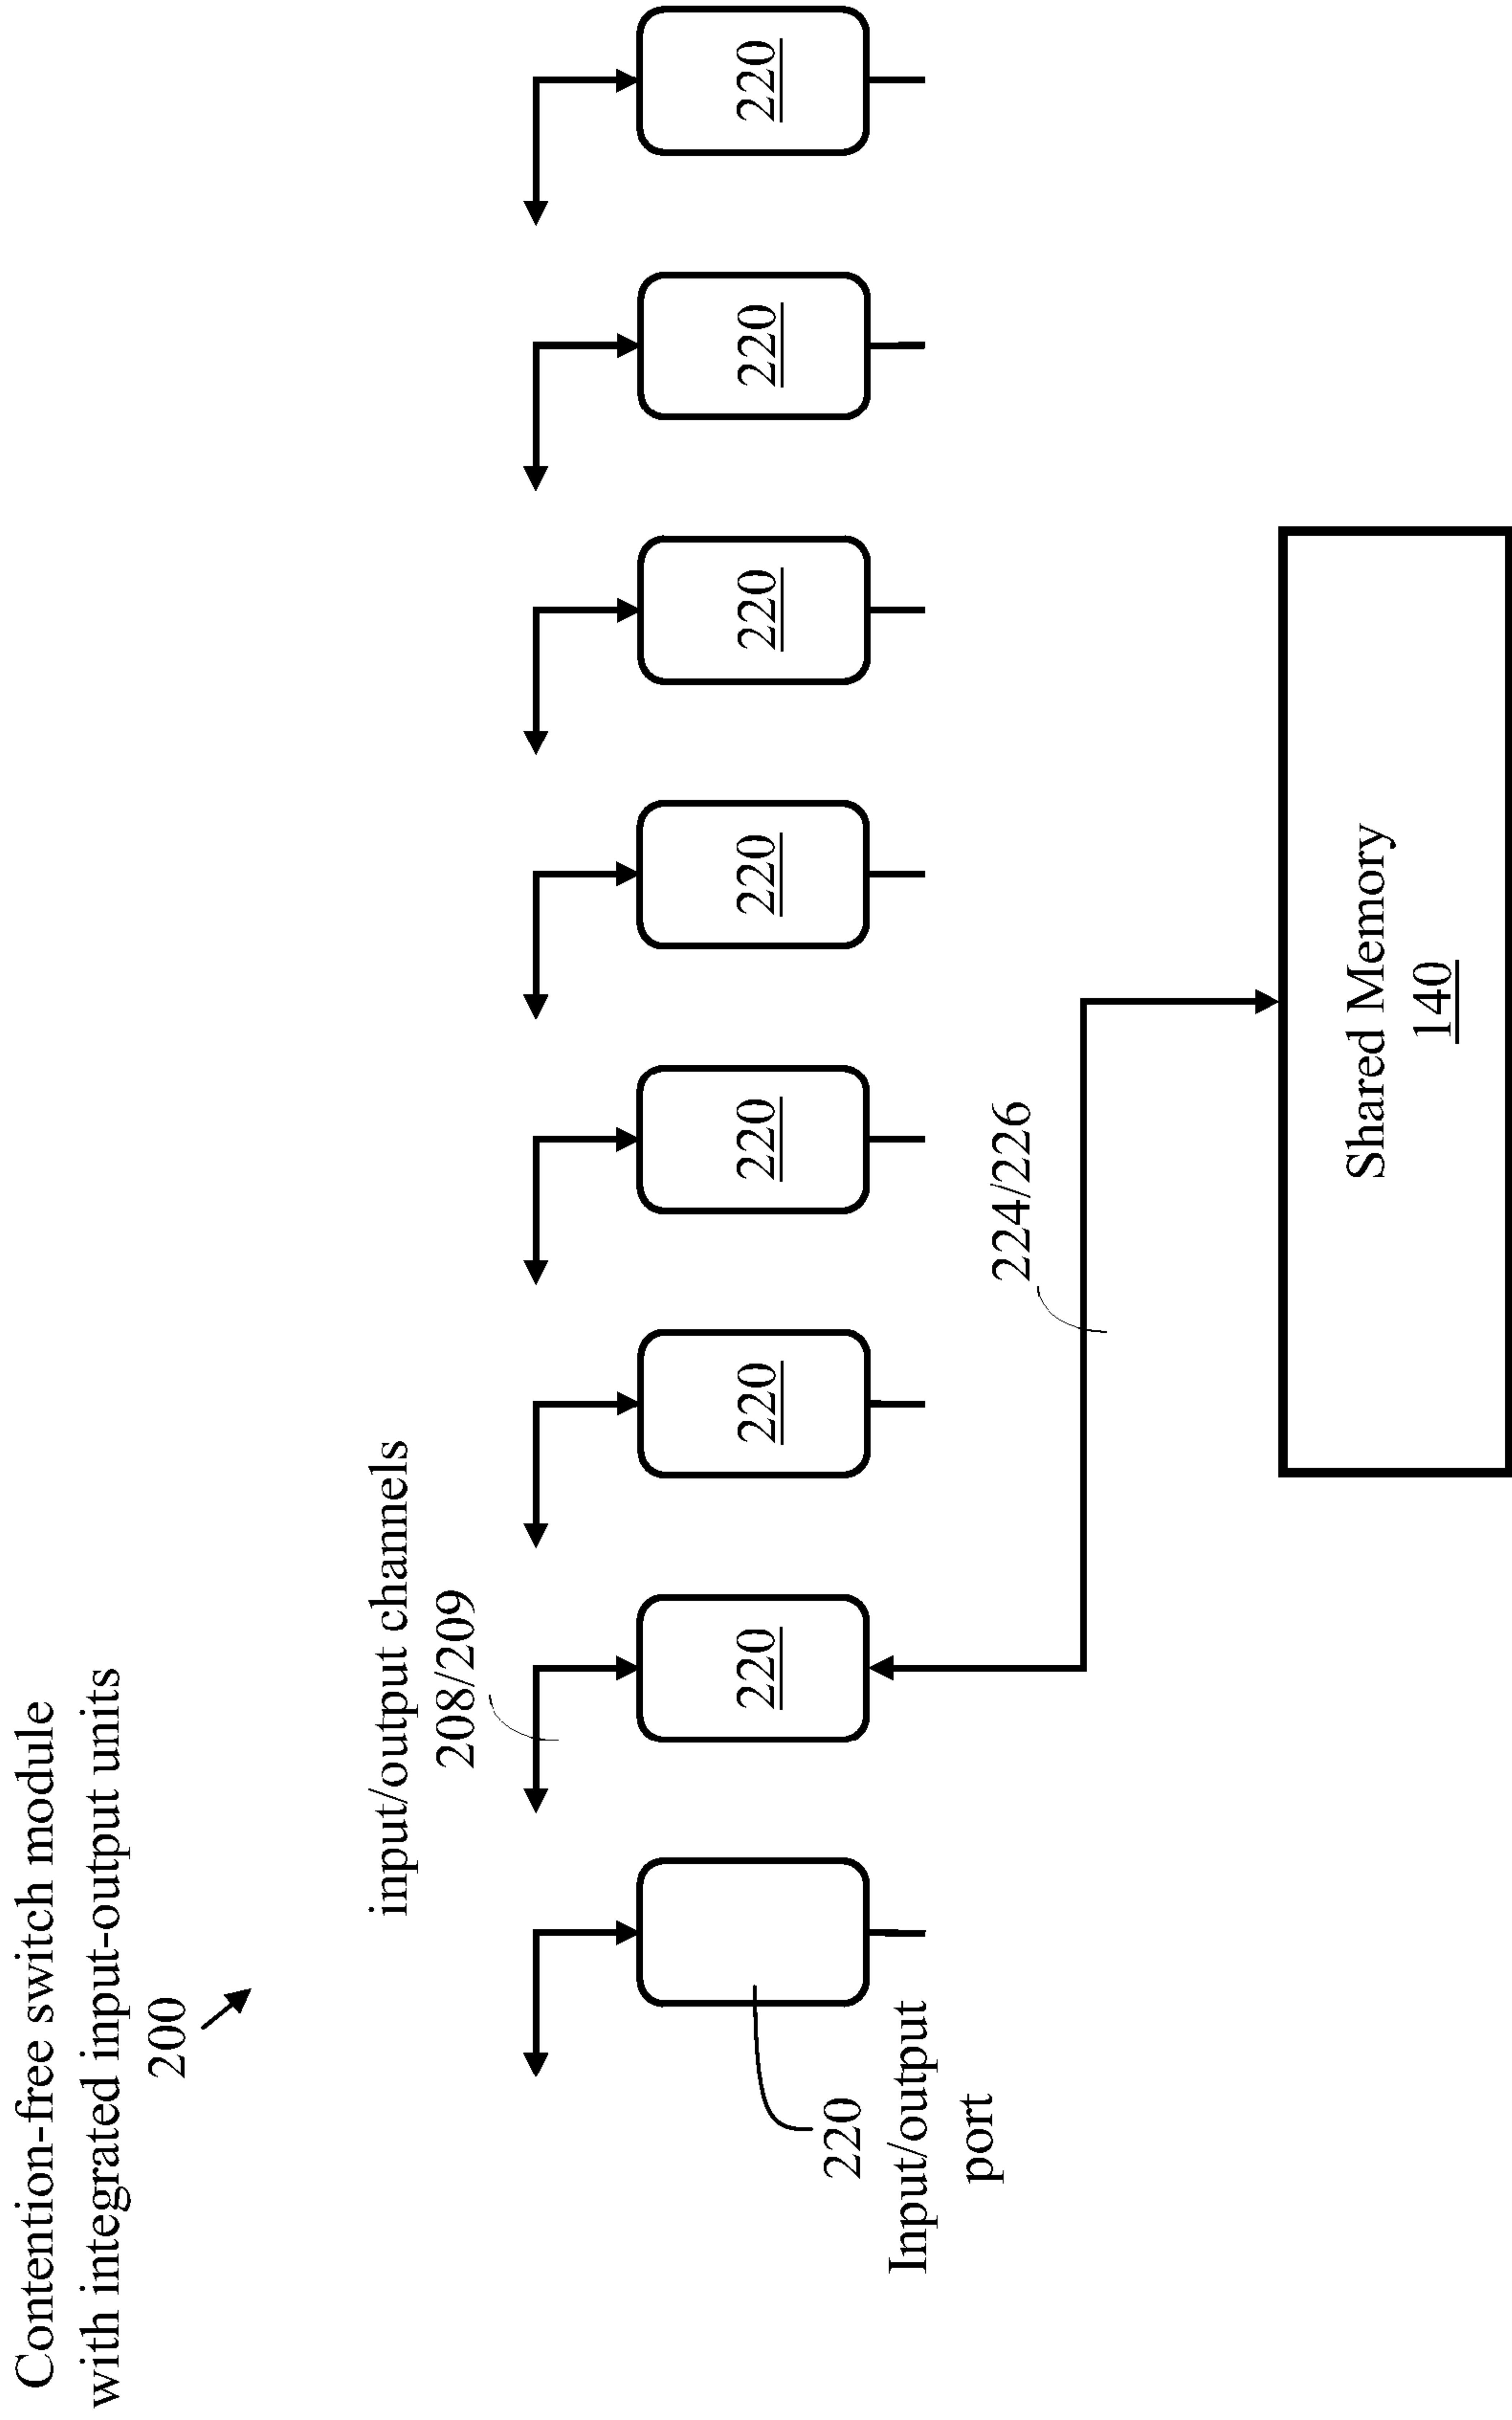 Contention-free switch module
with integrated input-output units
200
input/output channels
208/209
220
220
220
220
220
220
220
220
Input/output
port
224/226
Shared Memory
140